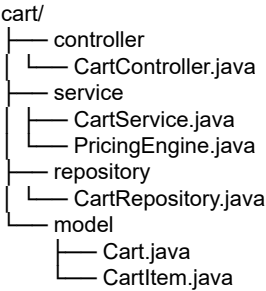 cart/
├── controller
│   └── CartController.java
├── service
│   ├── CartService.java
│   └── PricingEngine.java
├── repository
│   └── CartRepository.java
└── model
    ├── Cart.java
    └── CartItem.java